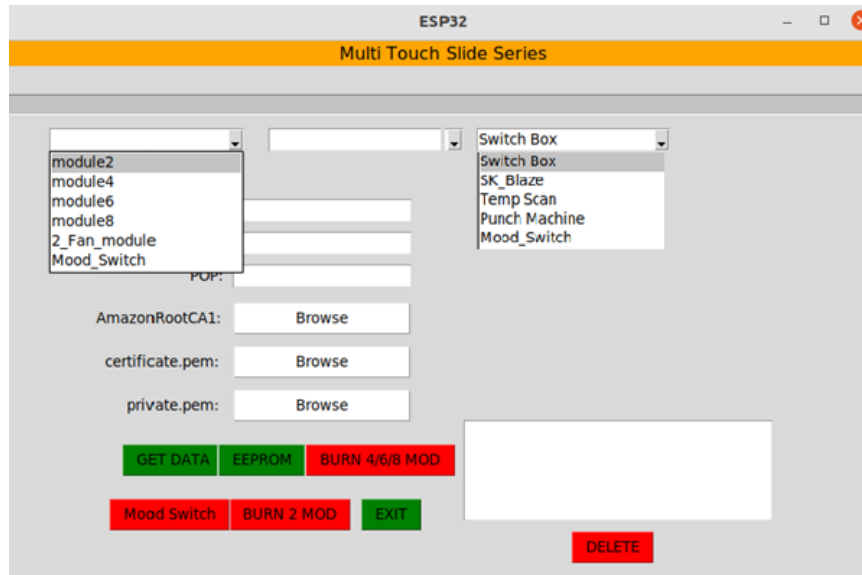 ESP32
Multi Touch Slide Series
Switch Box
module2
module4
module6
module8
2_Fan_module
Mood_Switch
Switch Box
SK_Blaze
Temp Scan
Punch Machine
Mood_Switch
POP:
AmazonRootCA1: Browse
certificate.pem: Browse
private.pem: Browse
GET DATA EEPROM BURN 4/6/8 MOD
Mood Switch BURN 2 MOD EXIT
DELETE